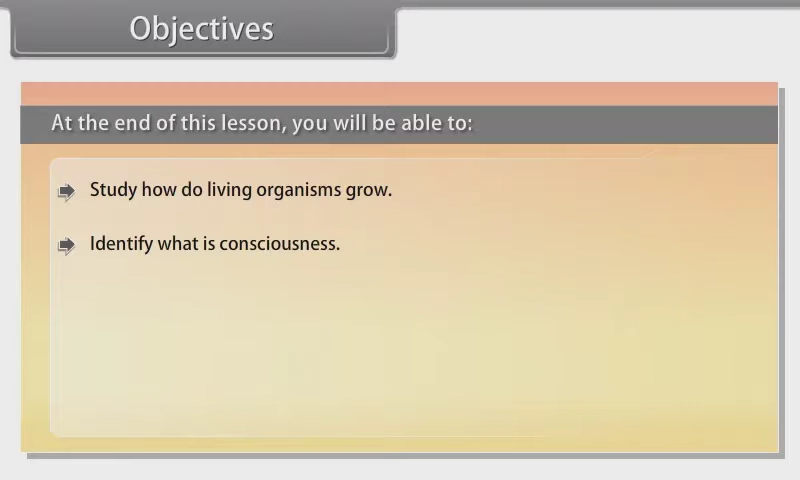 Objectives
At the end of this lesson, you will be able to:
Study how do living organisms grow.
Identify what is consciousness.